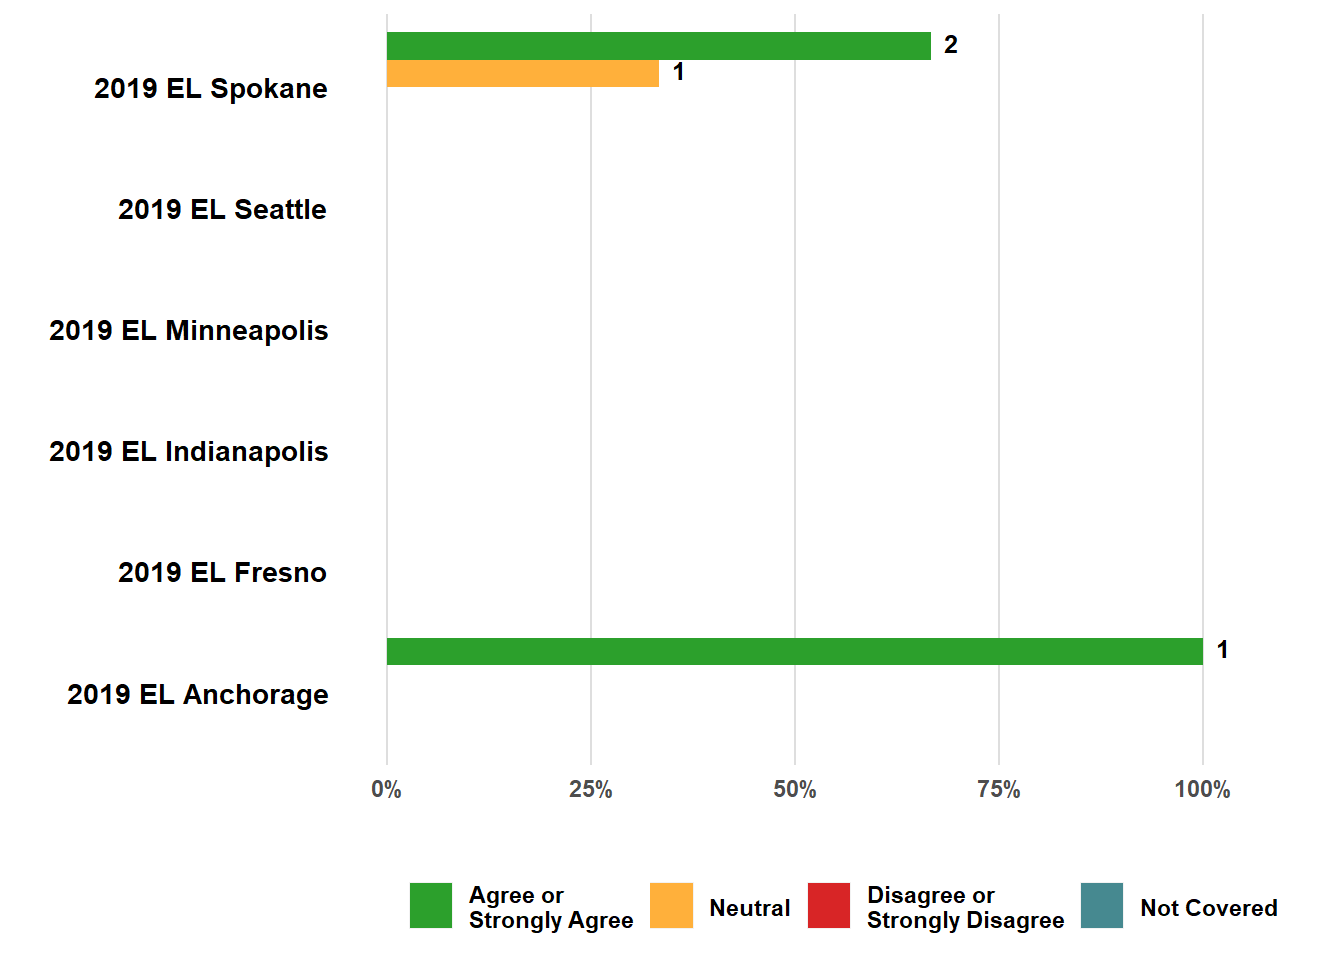 2
1
2019 EL Spokane
2019 EL Seattle
2019 EL Minneapolis
2019 EL Indianapolis
2019 EL Fresno
1
2019 EL Anchorage
0% 25% 50% 75% 100%
Agree or
Strongly Agree
Neutral
Disagree or
Strongly Disagree
Not Covered